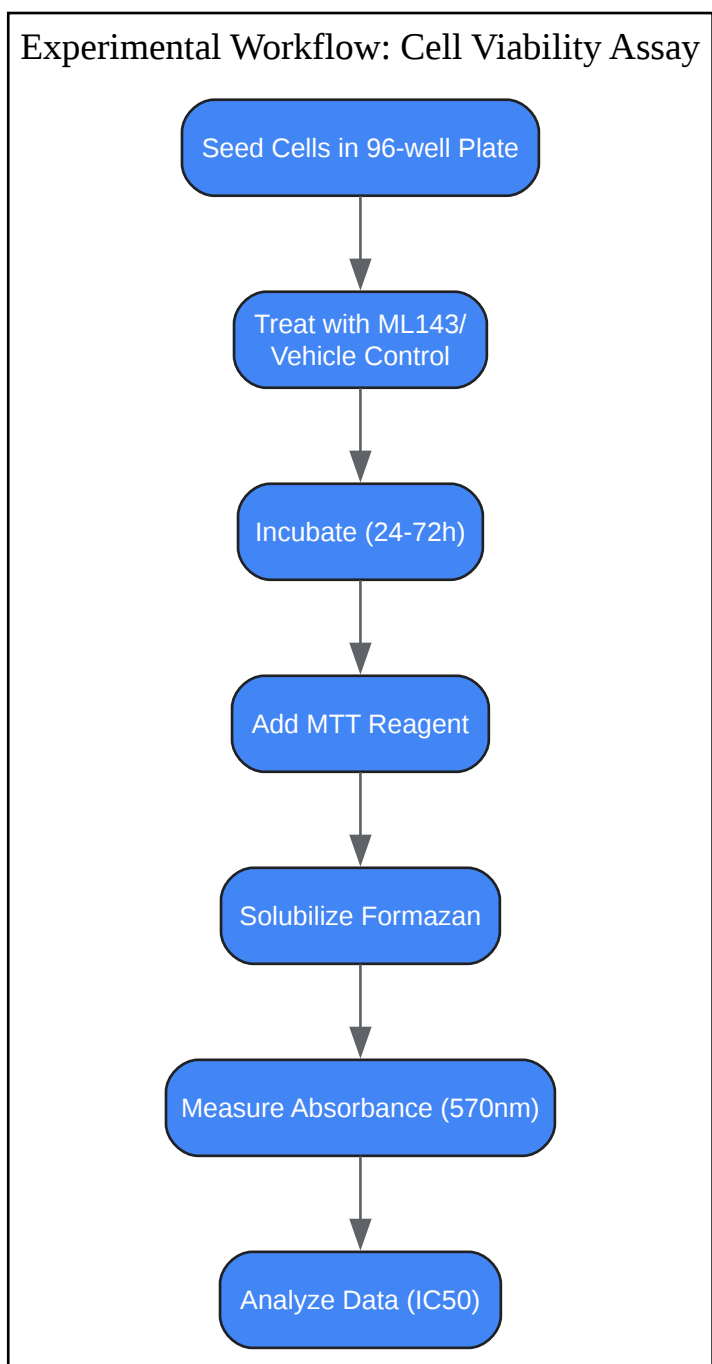 Experimental Workflow: Cell Viability Assay
Seed Cells in 96-well Plate
Treat with ML143/
Vehicle Control
Incubate (24-72h)
Add MTT Reagent
Solubilize Formazan
Measure Absorbance (570nm)
Analyze Data (IC50)